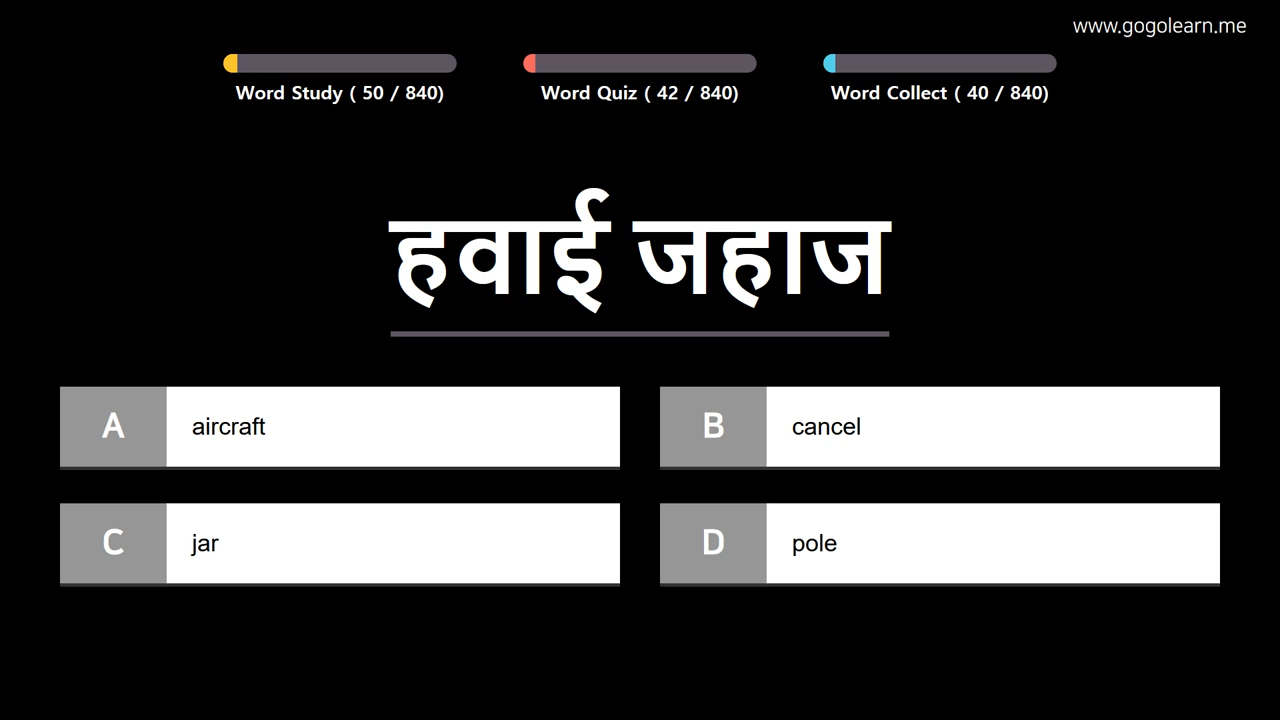 www.gogolearn.me
Word Study ( 50 / 840)
Word Quiz ( 42 / 840)
Word Collect ( 40 / 840)
हवाई जहाज
A aircraft
B cancel
C jar
D pole